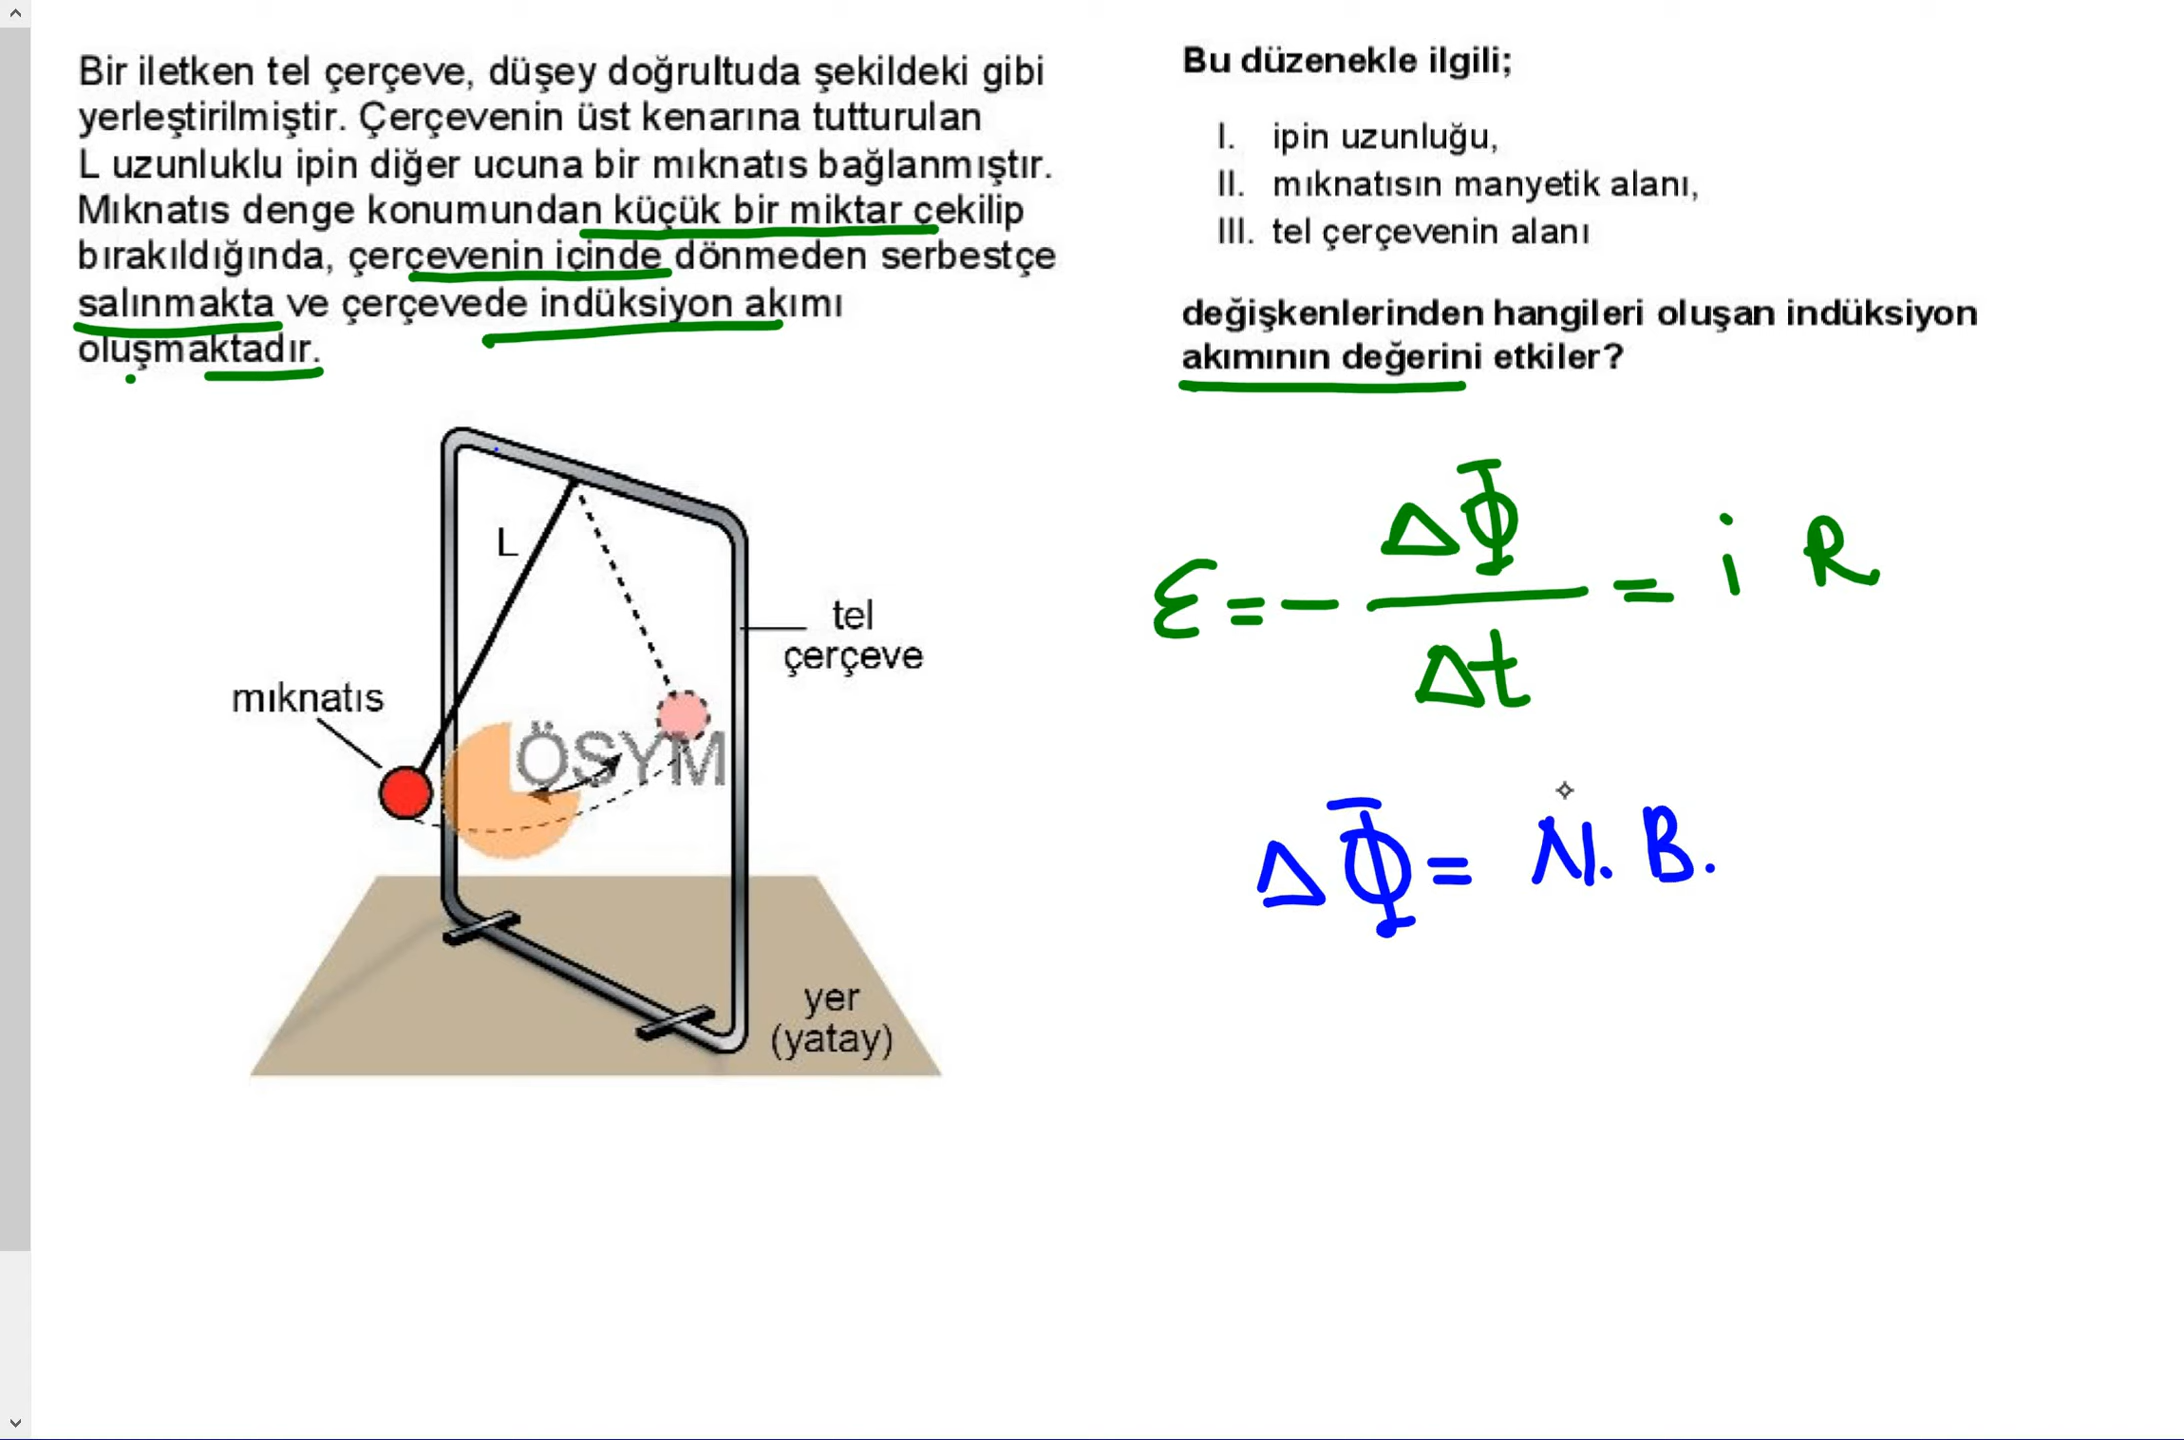 Bir iletken tel çerçeve, düşey doğrultuda şekildeki gibi
yerleştirilmiştir. Çerçevenin üst kenarına tutturulan
L uzunluklu ipin diğer ucuna bir mıknatıs bağlanmıştır.
Mıknatıs denge konumundan küçük bir miktar çekilip
bırakıldığında, çerçevenin içinde dönmeden serbestçe
salınmakta ve çerçevede indüksiyon akımı
oluşmaktadır.
L
tel
çerçeve
mıknatıs
ÖSYM
yer
(yatay)
Bu düzenekle ilgili;
I. ipin uzunluğu,
II. mıknatısın manyetik alanı,
III. tel çerçevenin alanı
değişkenlerinden hangileri oluşan indüksiyon
akımının değerini etkiler?
ε = - ΔΦ / Δt = i R
ΔΦ = N. B.